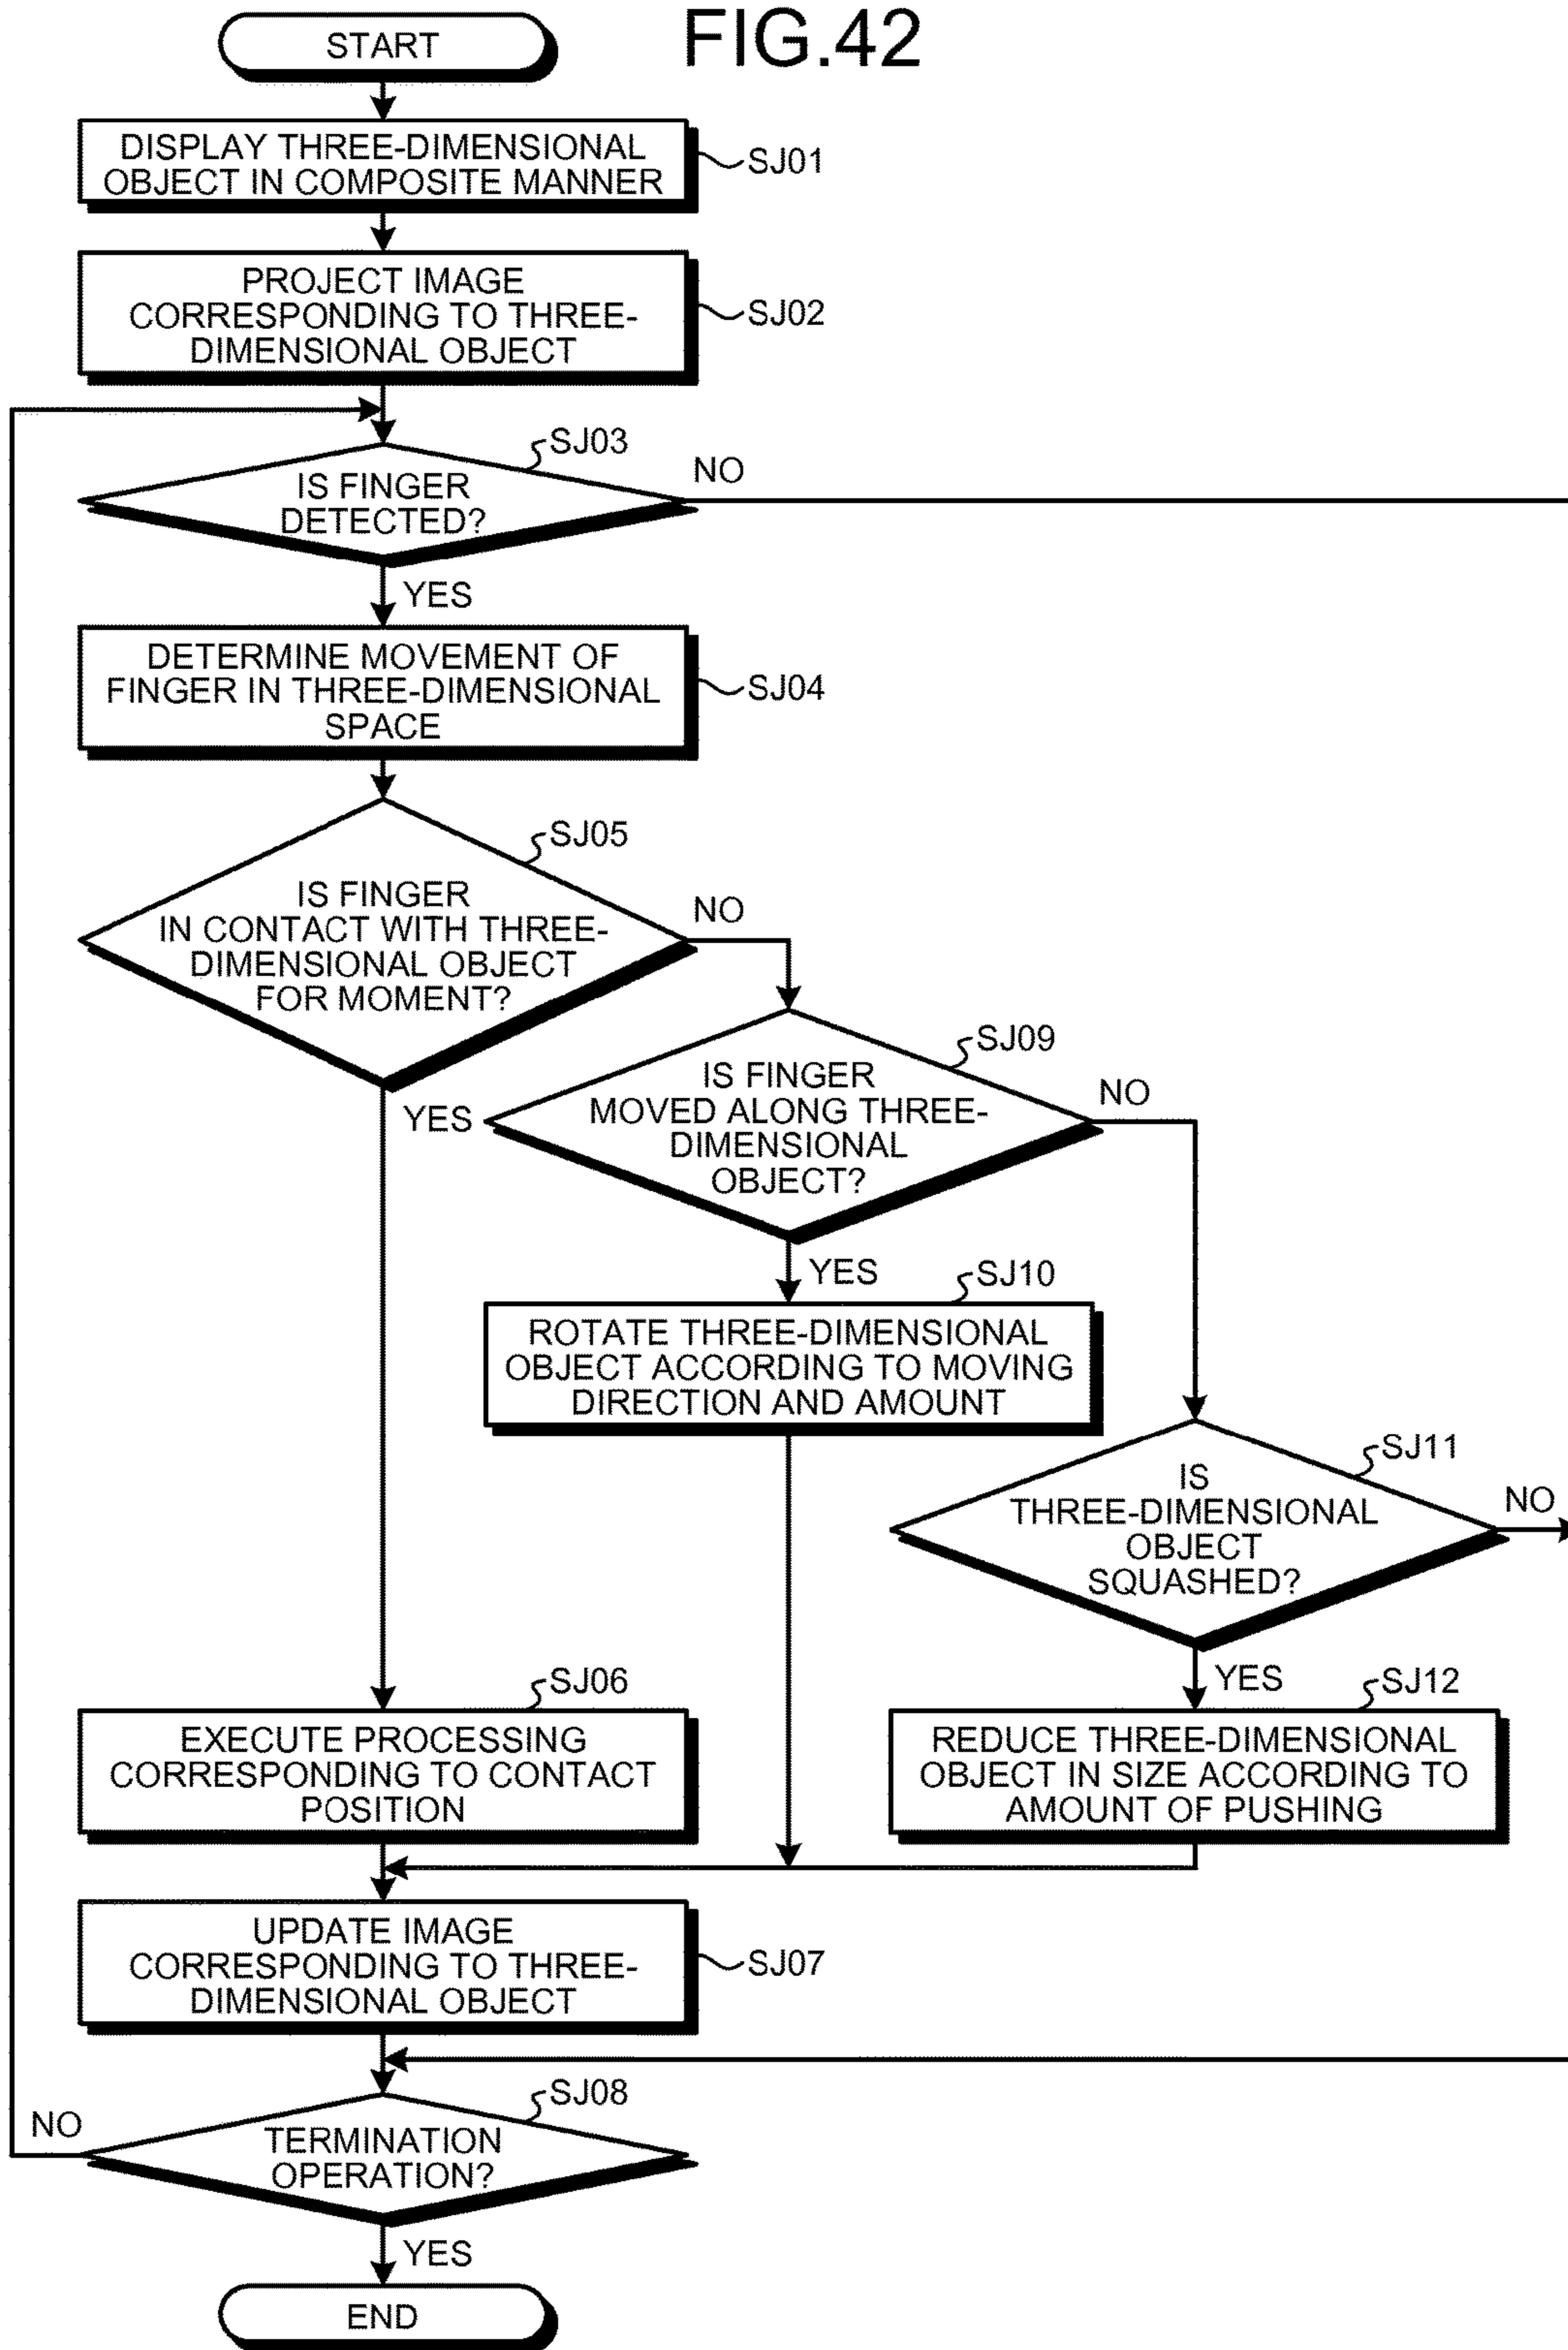 FIG.42
START
DISPLAY THREE-DIMENSIONAL
OBJECT IN COMPOSITE MANNER
SJ01
PROJECT IMAGE
CORRESPONDING TO THREE-
DIMENSIONAL OBJECT
SJ02
SJ03
IS FINGER
DETECTED?
NO
YES
DETERMINE MOVEMENT OF
FINGER IN THREE-DIMENSIONAL
SPACE
SJ04
SJ05
IS FINGER
IN CONTACT WITH THREE-
DIMENSIONAL OBJECT
FOR MOMENT?
NO
YES
SJ09
IS FINGER
MOVED ALONG THREE-
DIMENSIONAL
OBJECT?
NO
YES
SJ10
ROTATE THREE-DIMENSIONAL
OBJECT ACCORDING TO MOVING
DIRECTION AND AMOUNT
SJ11
IS
THREE-DIMENSIONAL
OBJECT
SQUASHED?
NO
YES
SJ06
EXECUTE PROCESSING
CORRESPONDING TO CONTACT
POSITION
SJ12
REDUCE THREE-DIMENSIONAL
OBJECT IN SIZE ACCORDING TO
AMOUNT OF PUSHING
UPDATE IMAGE
CORRESPONDING TO THREE-
DIMENSIONAL OBJECT
SJ07
SJ08
NO
TERMINATION
OPERATION?
YES
END